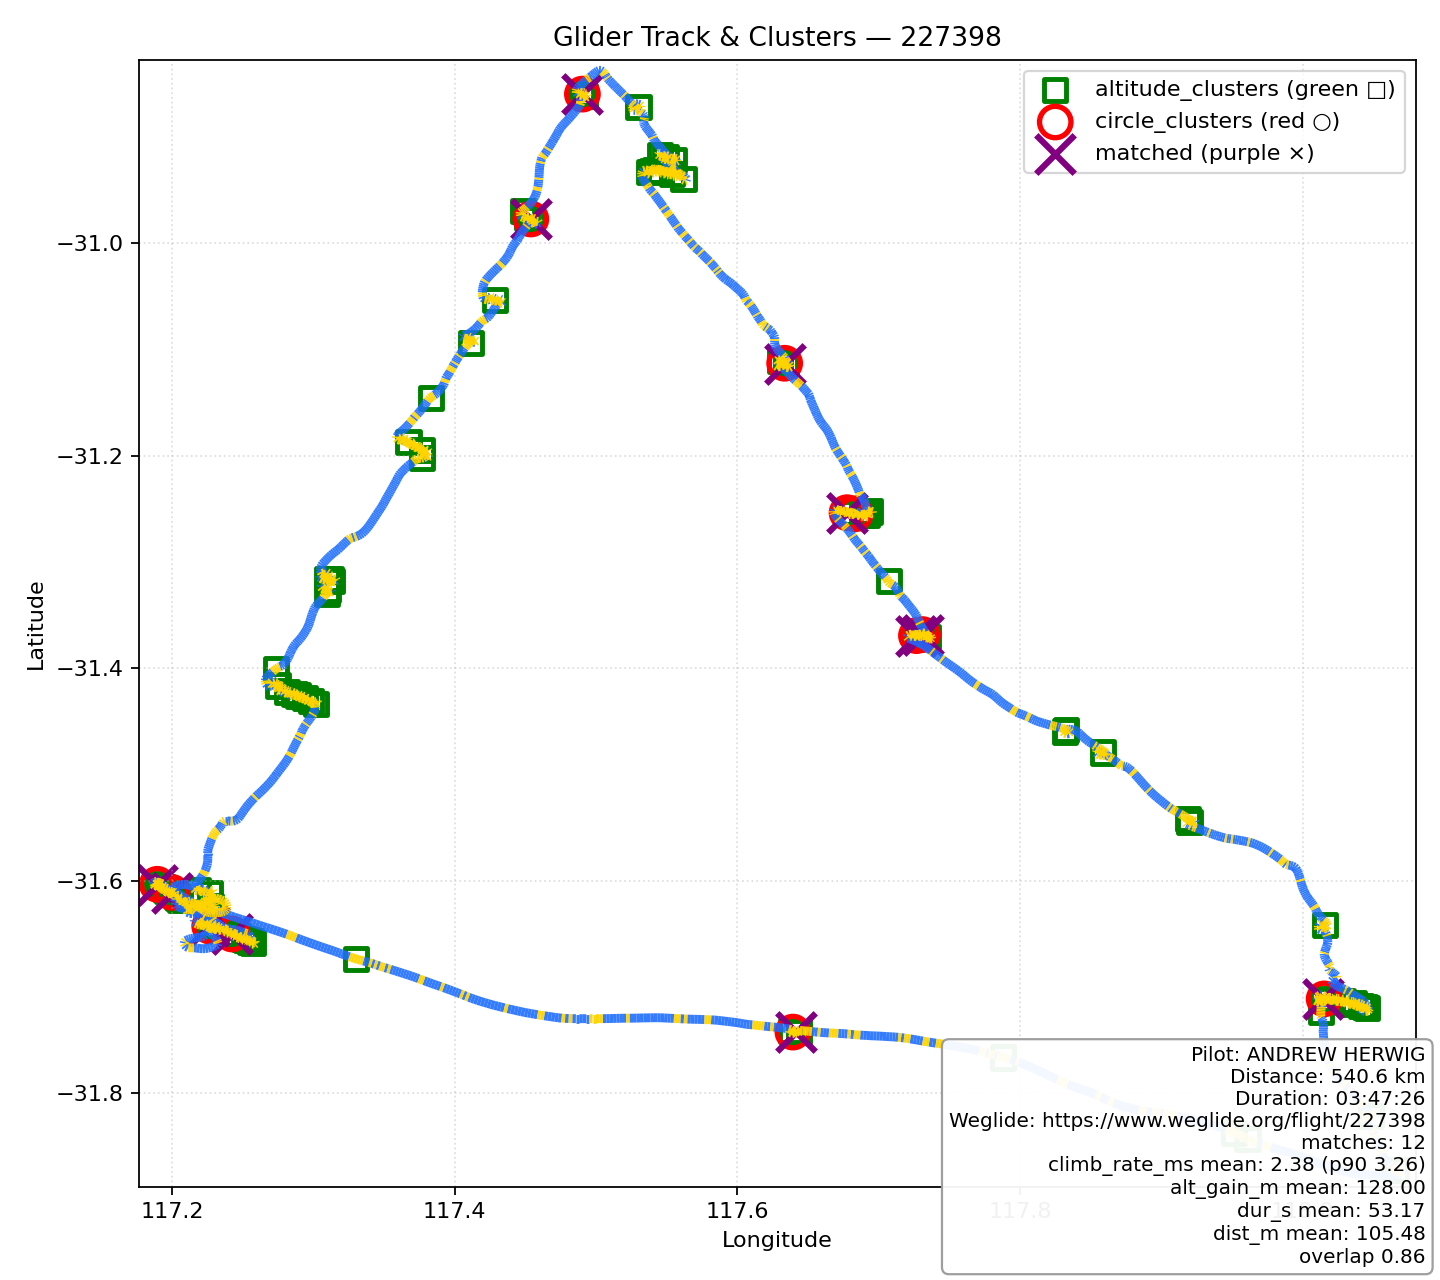 Glider Track & Clusters — 227398
altitude_clusters (green □)
circle_clusters (red ○)
matched (purple ×)
Latitude
−31.0
−31.2
−31.4
−31.6
−31.8
117.2
117.4
117.6
117.8
Longitude
Pilot: ANDREW HERWIG
Distance: 540.6 km
Duration: 03:47:26
Weglide: https://www.weglide.org/flight/227398
matches: 12
climb_rate_ms mean: 2.38 (p90 3.26)
alt_gain_m mean: 128.00
dur_s mean: 53.17
dist_m mean: 105.48
overlap 0.86